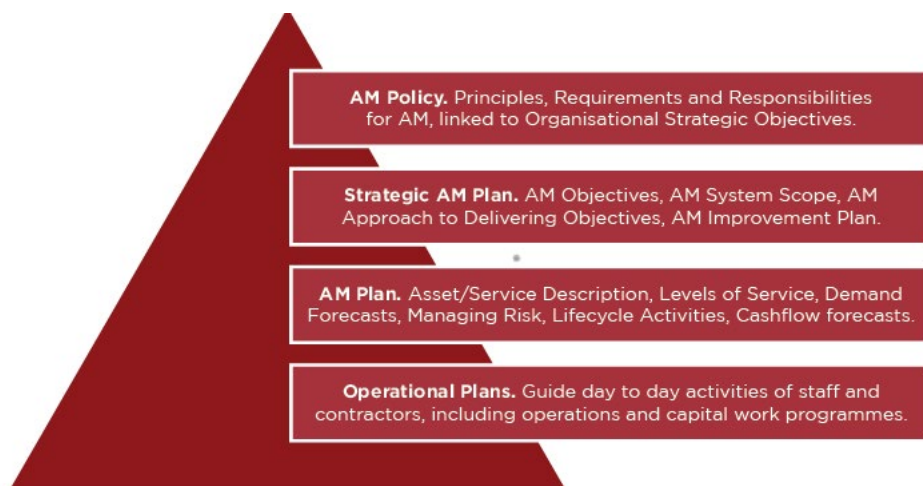 AM Policy. Principles, Requirements and Responsibilities
for AM, linked to Organisational Strategic Objectives.
Strategic AM Plan. AM Objectives, AM System Scope, AM
Approach to Delivering Objectives, AM Improvement Plan.
AM Plan. Asset/Service Description, Levels of Service, Demand
Forecasts, Managing Risk, Lifecycle Activities, Cashflow forecasts.
Operational Plans. Guide day to day activities of staff and
contractors, including operations and capital work programmes.